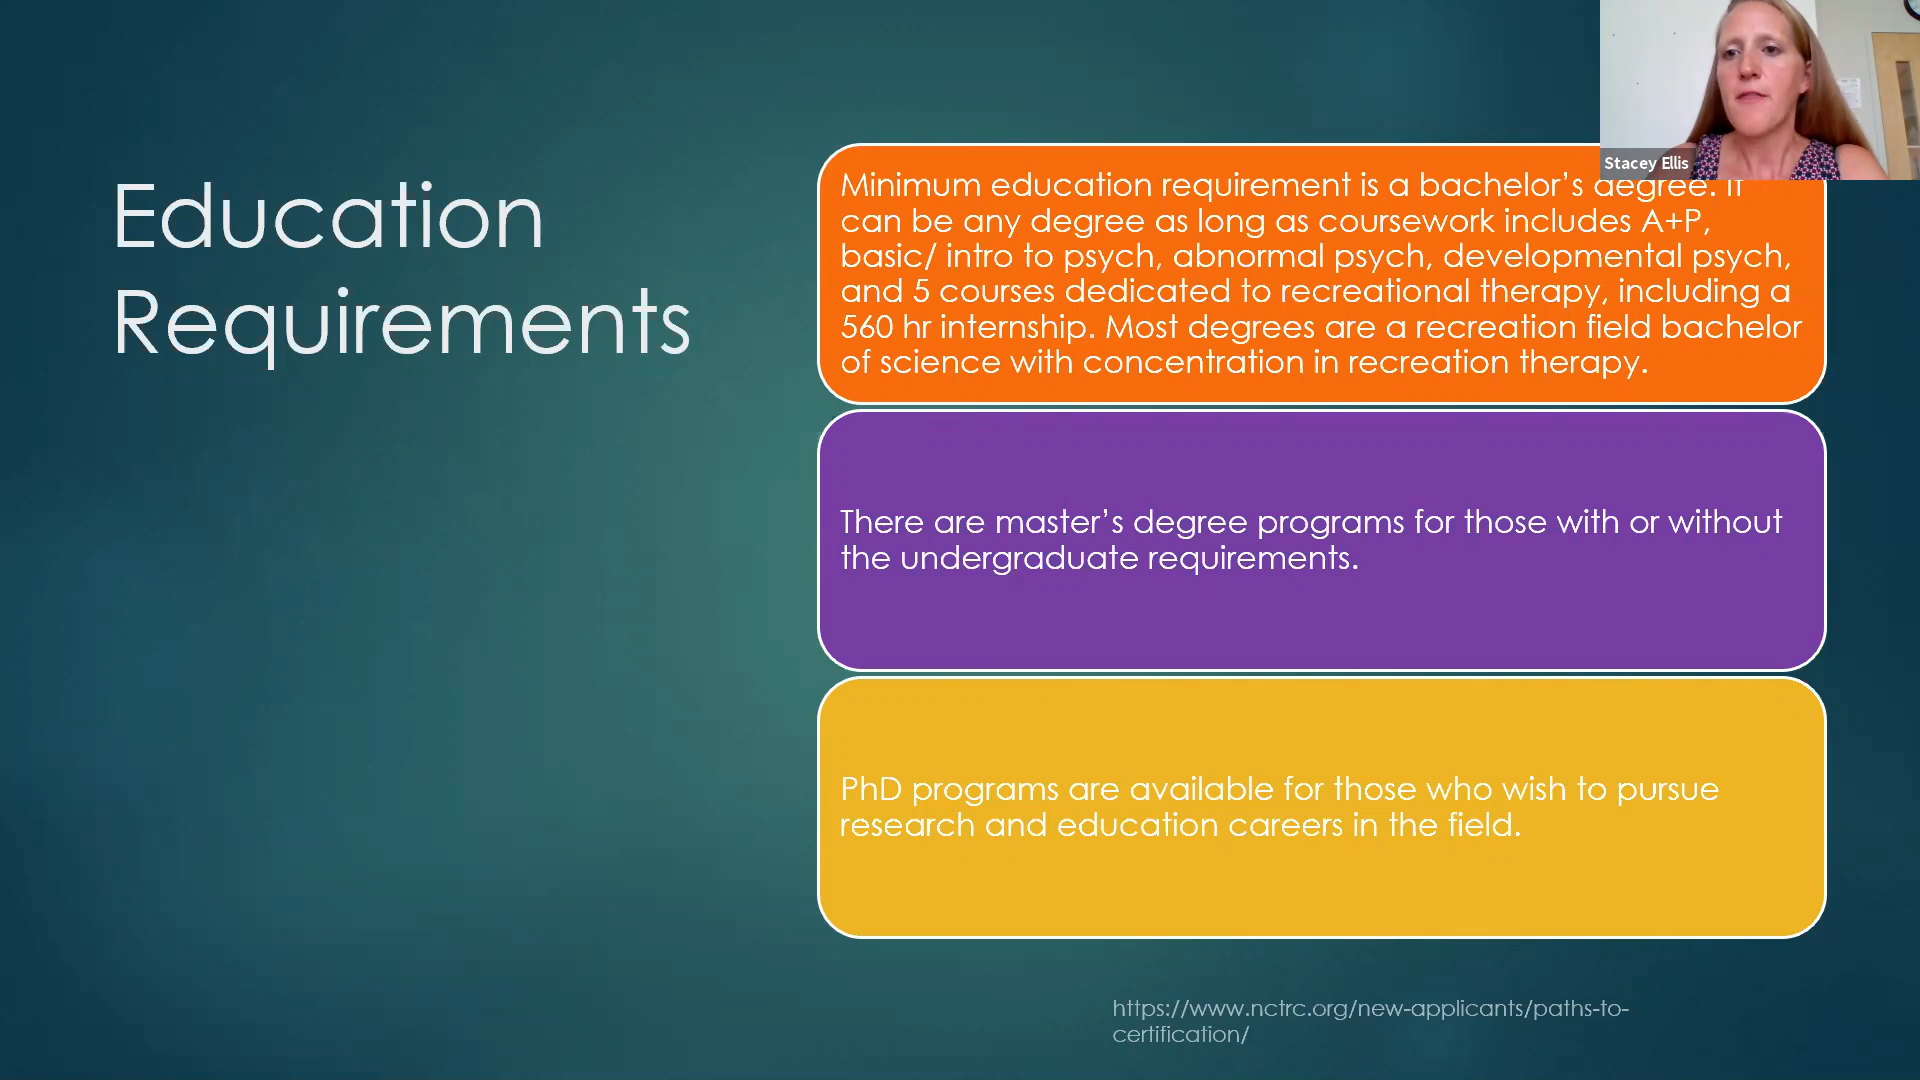 Education
Requirements
Stacey Ellis
Minimum education requirement is a bachelor’s degree. It
can be any degree as long as coursework includes A+P,
basic/ intro to psych, abnormal psych, developmental psych,
and 5 courses dedicated to recreational therapy, including a
560 hr internship. Most degrees are a recreation field bachelor
of science with concentration in recreation therapy.
There are master’s degree programs for those with or without
the undergraduate requirements.
PhD programs are available for those who wish to pursue
research and education careers in the field.
https://www.nctrc.org/new-applicants/paths-to-
certification/